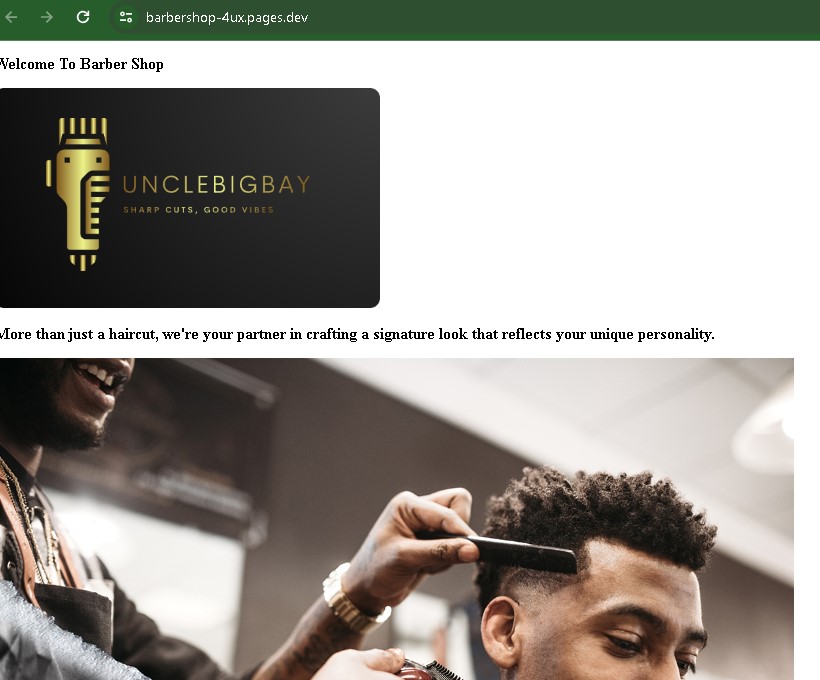 barbershop-4ux.pages.dev
Welcome To Barber Shop
UNCLEBIGBAY
SHARP CUTS, GOOD VIBES
More than just a haircut, we're your partner in crafting a signature look that reflects your unique personality.